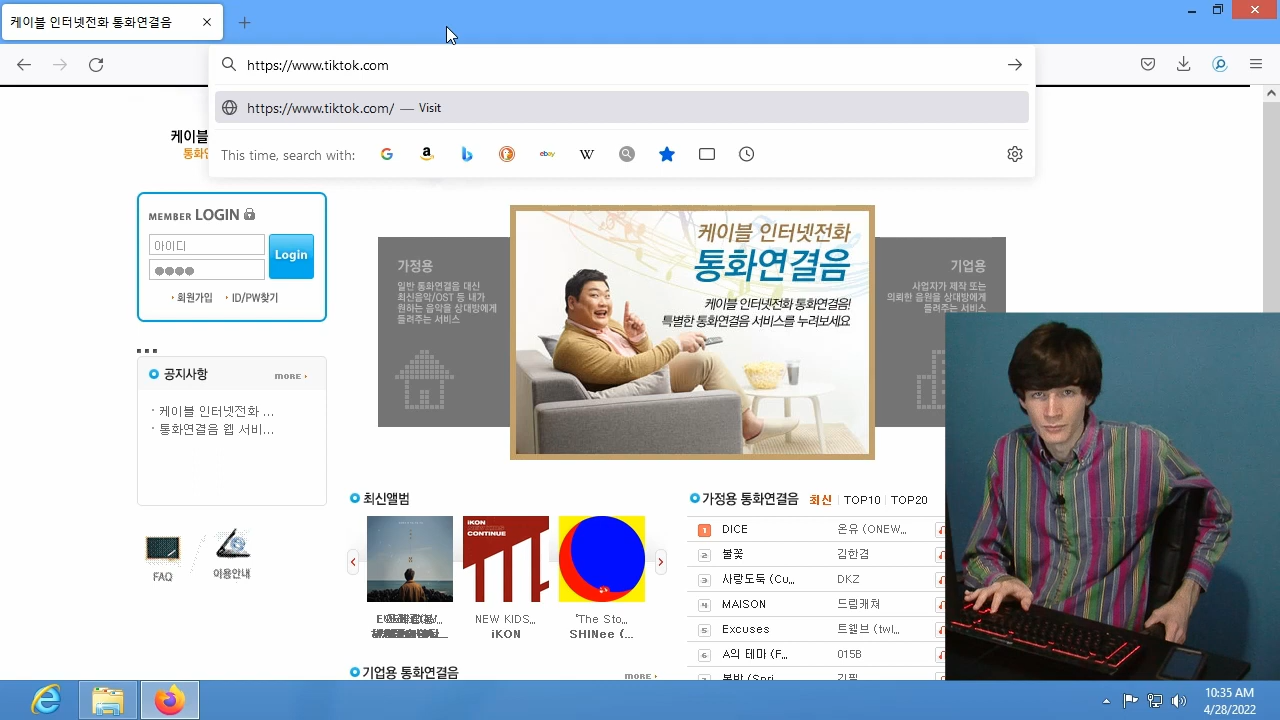 케이블 인터넷전화 통화연결음
https://www.tiktok.com
https://www.tiktok.com/ — Visit
This time, search with:
a
b
ebay
W
케이블
MEMBER LOGIN
아이디
Login
회원가입
ID/PW찾기
공지사항
MORE
케이블 인터넷전화 ...
통화연결음 웹 서비...
FAQ
이용안내
가정용
일반 통화연결음 대신
최신음악/OST 등 내가
원하는 음악을 상대방에게
들려주는 서비스
케이블 인터넷전화
통화연결음
케이블 인터넷전화 통화연결음!
특별한 통화연결음 서비스를 누려보세요
기업용
사업자가 제작 또는
의뢰한 음원을 상대방에게
들려주는 서비스
최신앨범
iKON
CONTINUE
NEW KIDS...
iKON
'The Sto...
SHINee (...
기업용 통화연결음
MORE
가정용 통화연결음 최신 TOP10 TOP20
1 DICE 온유 (ONEW...
2 불꽃 김한겸
3 사랑도둑 (Cu... DKZ
4 MAISON 드림캐쳐
5 Excuses 트웰브 (twl...
6 A의 테마 (F... 015B
10:35 AM
4/28/2022